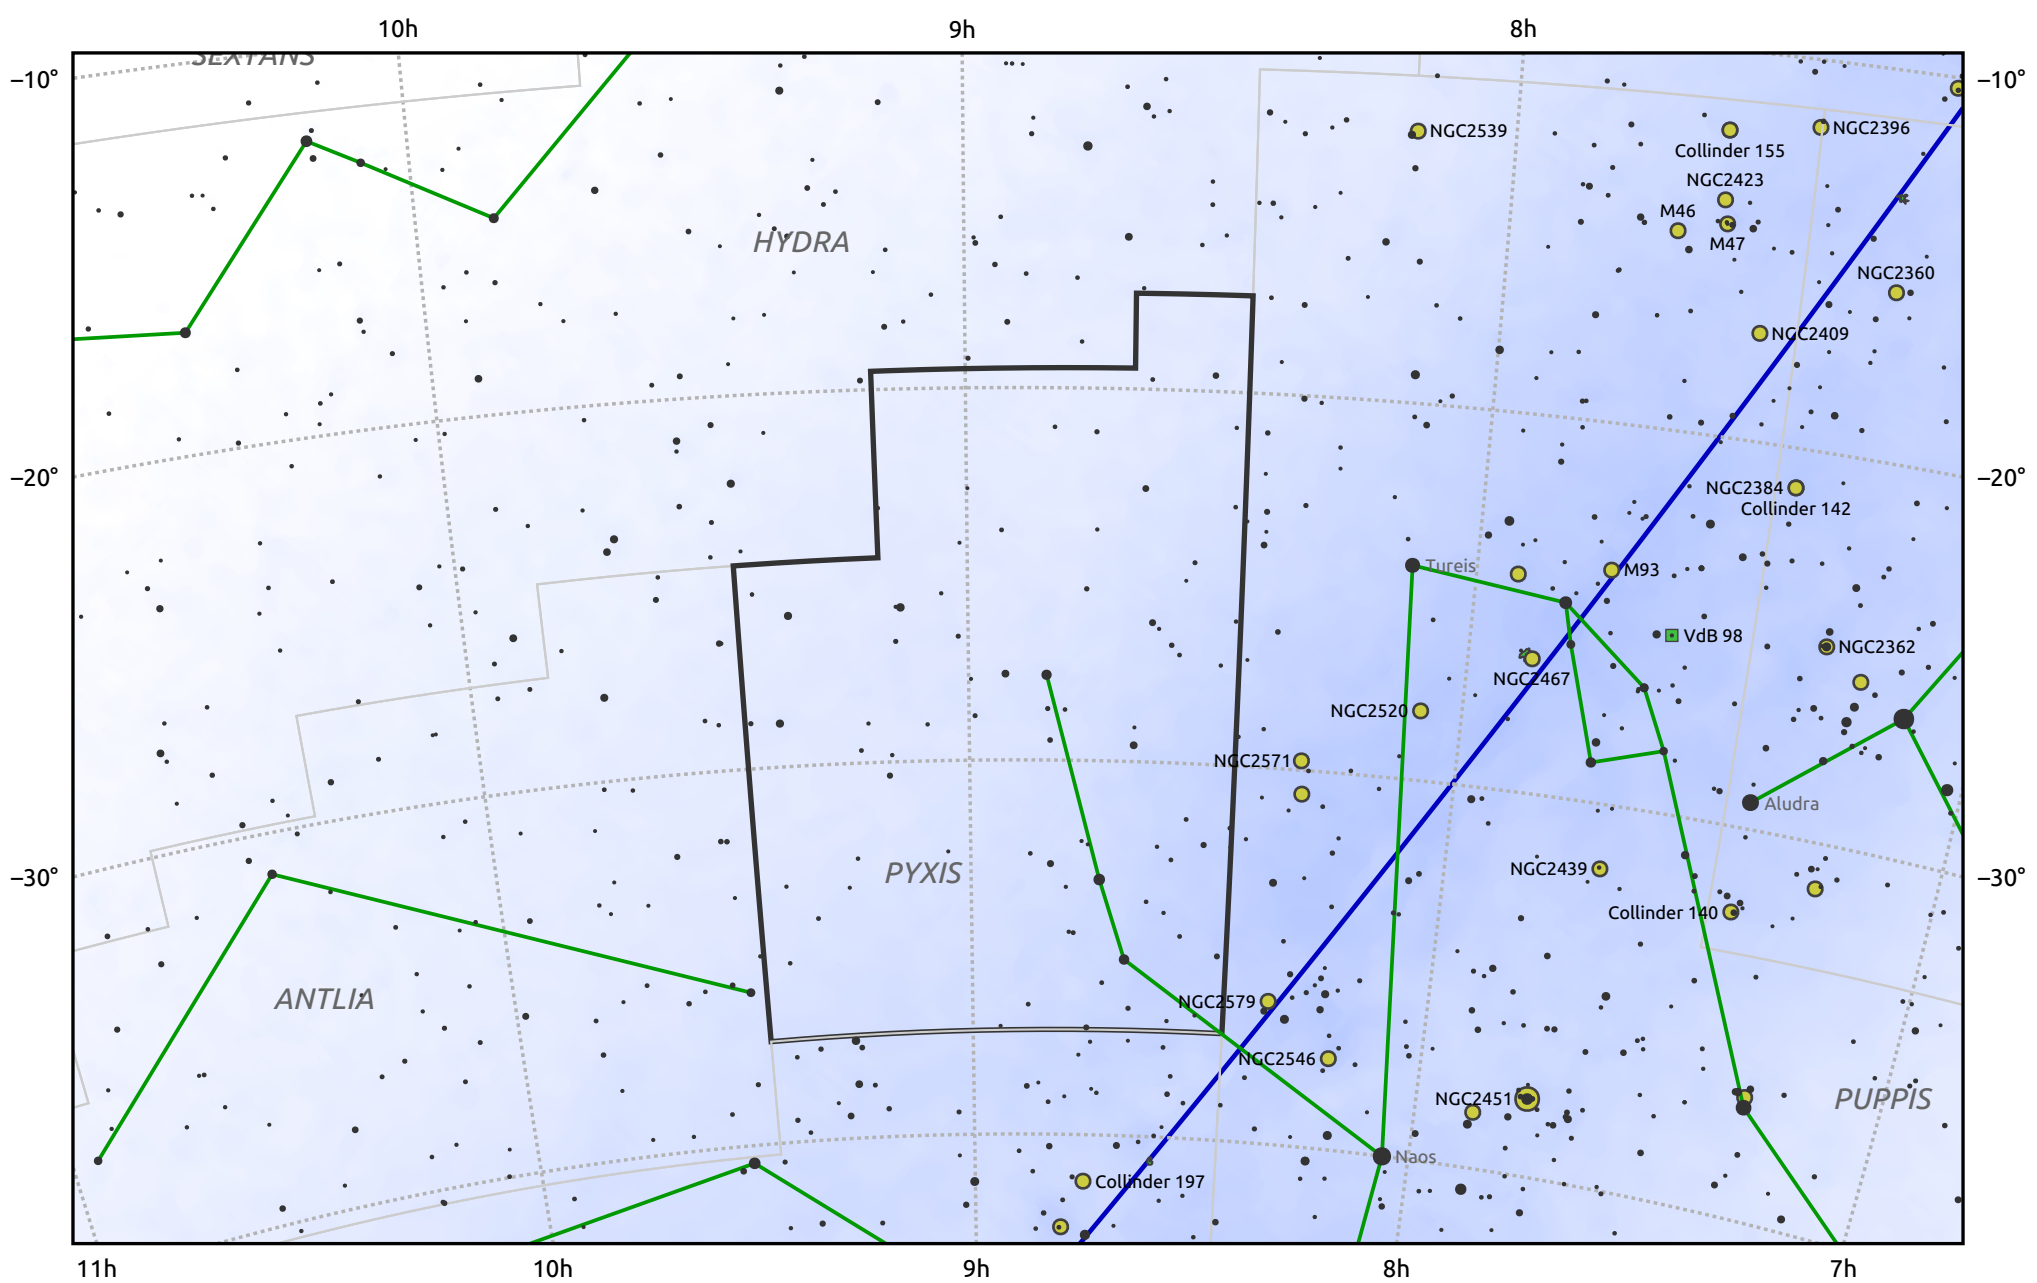 10h
9h
8h
SEXTANS
−10°
−10°
NGC2539
NGC2396
Collinder 155
NGC2423
M46
M47
HYDRA
NGC2360
NGC2409
−20°
−20°
NGC2384
Collinder 142
Tureis
M93
VdB 98
NGC2362
NGC2467
NGC2520
NGC2571
Aludra
PYXIS
NGC2439
−30°
−30°
Collinder 140
ANTLIA
NGC2579
NGC2546
NGC2451
PUPPIS
Naos
Collinder 197
11h
10h
9h
8h
7h